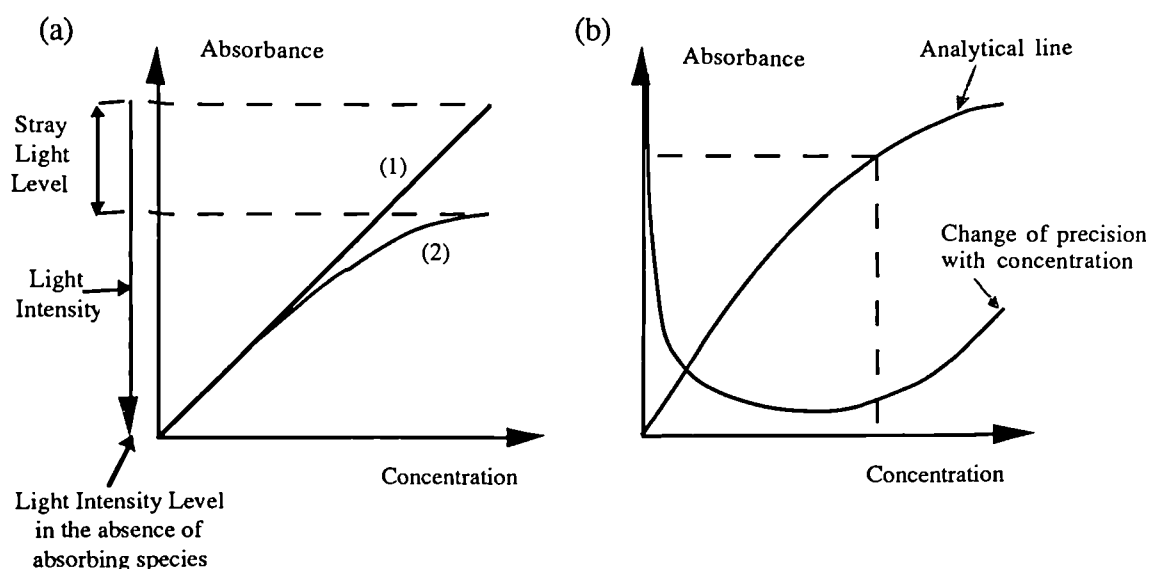 (a)
Absorbance
Stray
Light
Level
(1)
(2)
Light
Intensity
Concentration
Light Intensity Level
in the absence of
absorbing species
(b)
Absorbance
Analytical line
Change of precision
with concentration
Concentration